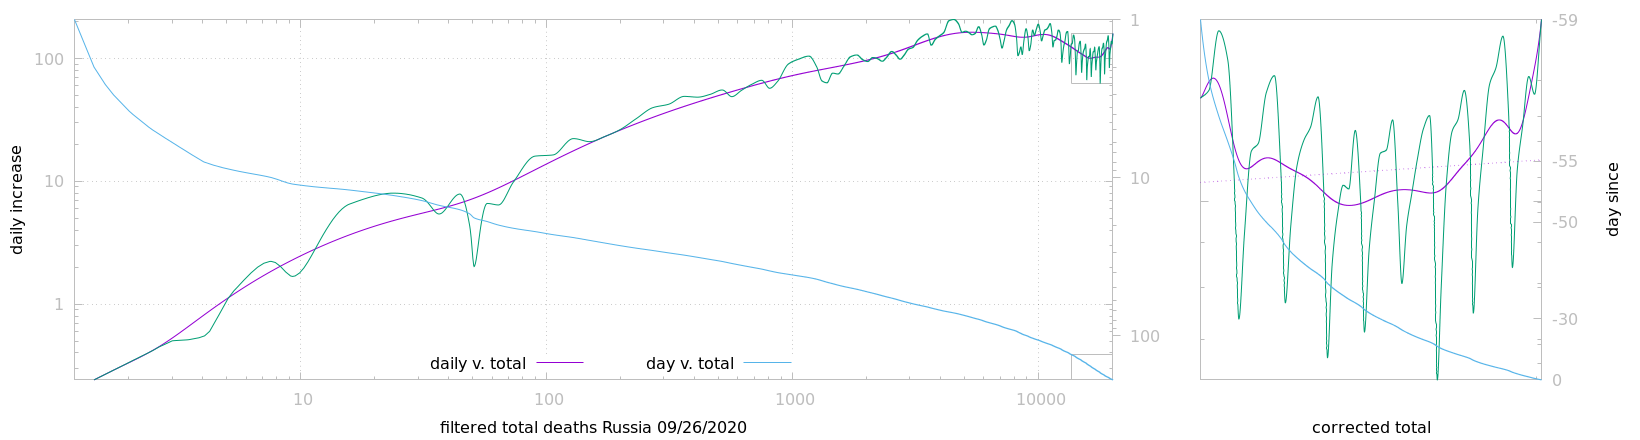 1
-59
100
-55
daily increase
10
10
day since
-50
1
-30
100
daily v. total
day v. total
0
10
100
1000
10000
filtered total deaths Russia 09/26/2020
corrected total